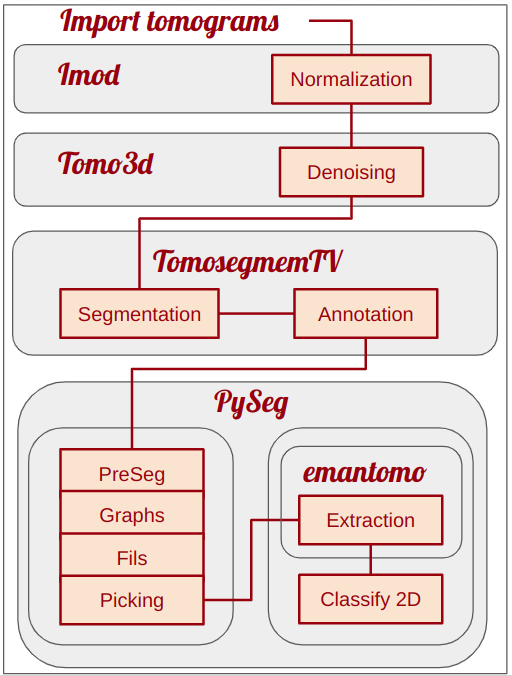 Import tomograms
Imod
Normalization
Tomo3d
Denoising
TomosegmemTV
Segmentation
Annotation
PySeg
PreSeg
Graphs
Fils
Picking
emantomo
Extraction
Classify 2D